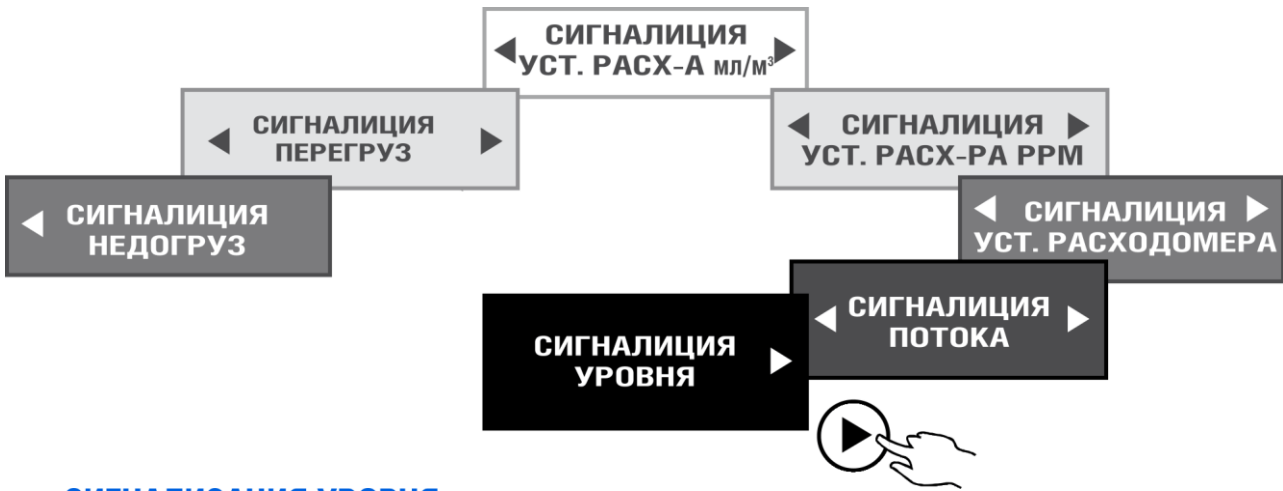 СИГНАЛИЦИЯ
УСТ. РАСХ-А мл/м³
СИГНАЛИЦИЯ
ПЕРЕГРУЗ
СИГНАЛИЦИЯ
УСТ. РАСХ-РА РРМ
СИГНАЛИЦИЯ
НЕДОГРУЗ
СИГНАЛИЦИЯ
УСТ. РАСХОДОМЕРА
СИГНАЛИЦИЯ
ПОТОКА
СИГНАЛИЦИЯ
УРОВНЯ